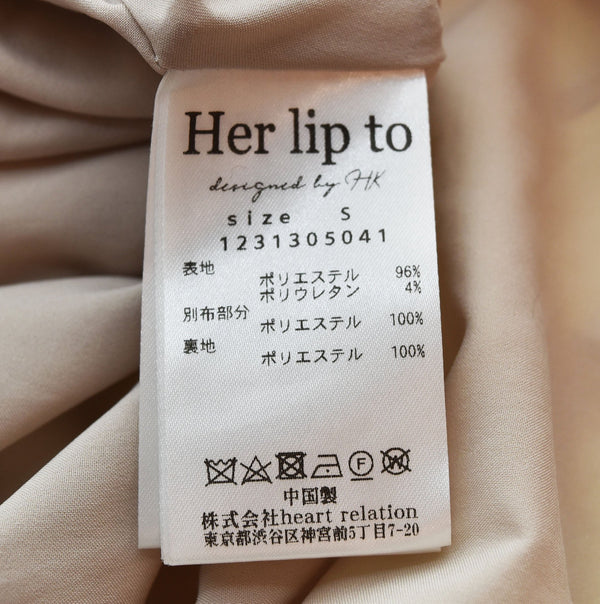 Her lip to
designed by HK
size S
1231305041
表地
ポリエステル 96%
ポリウレタン 4%
別布部分
ポリエステル 100%
裏地
ポリエステル 100%
中国製
株式会社heart relation
東京都渋谷区神宮前5丁目7-20